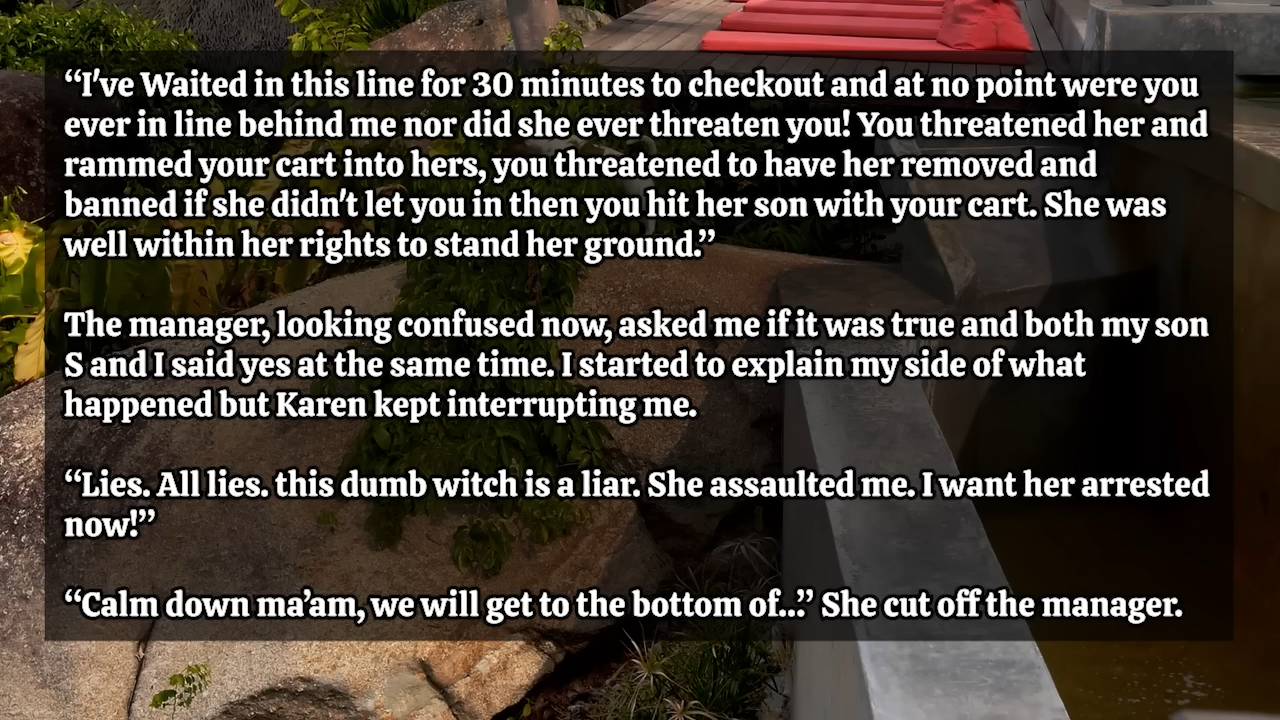 “I've Waited in this line for 30 minutes to checkout and at no point were you
ever in line behind me nor did she ever threaten you! You threatened her and
rammed your cart into hers, you threatened to have her removed and
banned if she didn't let you in then you hit her son with your cart. She was
well within her rights to stand her ground.”
The manager, looking confused now, asked me if it was true and both my son
S and I said yes at the same time. I started to explain my side of what
happened but Karen kept interrupting me.
“Lies. All lies. this dumb witch is a liar. She assaulted me. I want her arrested
now!”
“Calm down ma’am, we will get to the bottom of...” She cut off the manager.